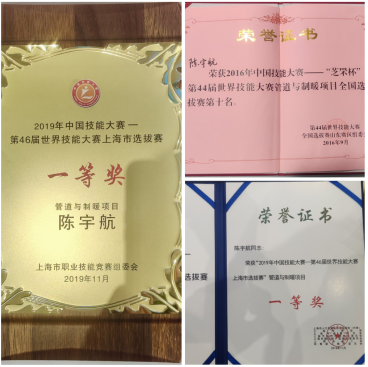 2019年中国技能大赛—
第46届世界技能大赛上海市选拔赛
一等奖
管道与制暖项目
陈宇航
上海市职业技能竞赛组委会
2019年11月
荣誉证书
陈宇航
荣获2016年中国技能大赛——“芝罘杯”
第44届世界技能大赛管道与制暖项目全国选
拔赛第十名。
第44届世界技能大赛
2016年9月
选拔赛
荣誉证书
陈宇航同志:
荣获“2019年中国技能大赛—第46届世界技能大赛
上海市选拔赛”管道与制暖项目
一等奖